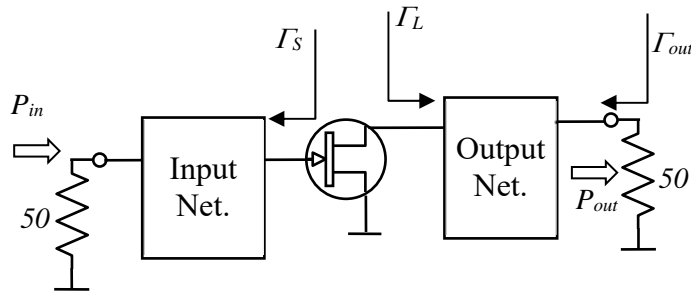 Γ_S
Γ_L
Γ_out
P_in
Input
Net.
Output
Net.
50
P_out
50